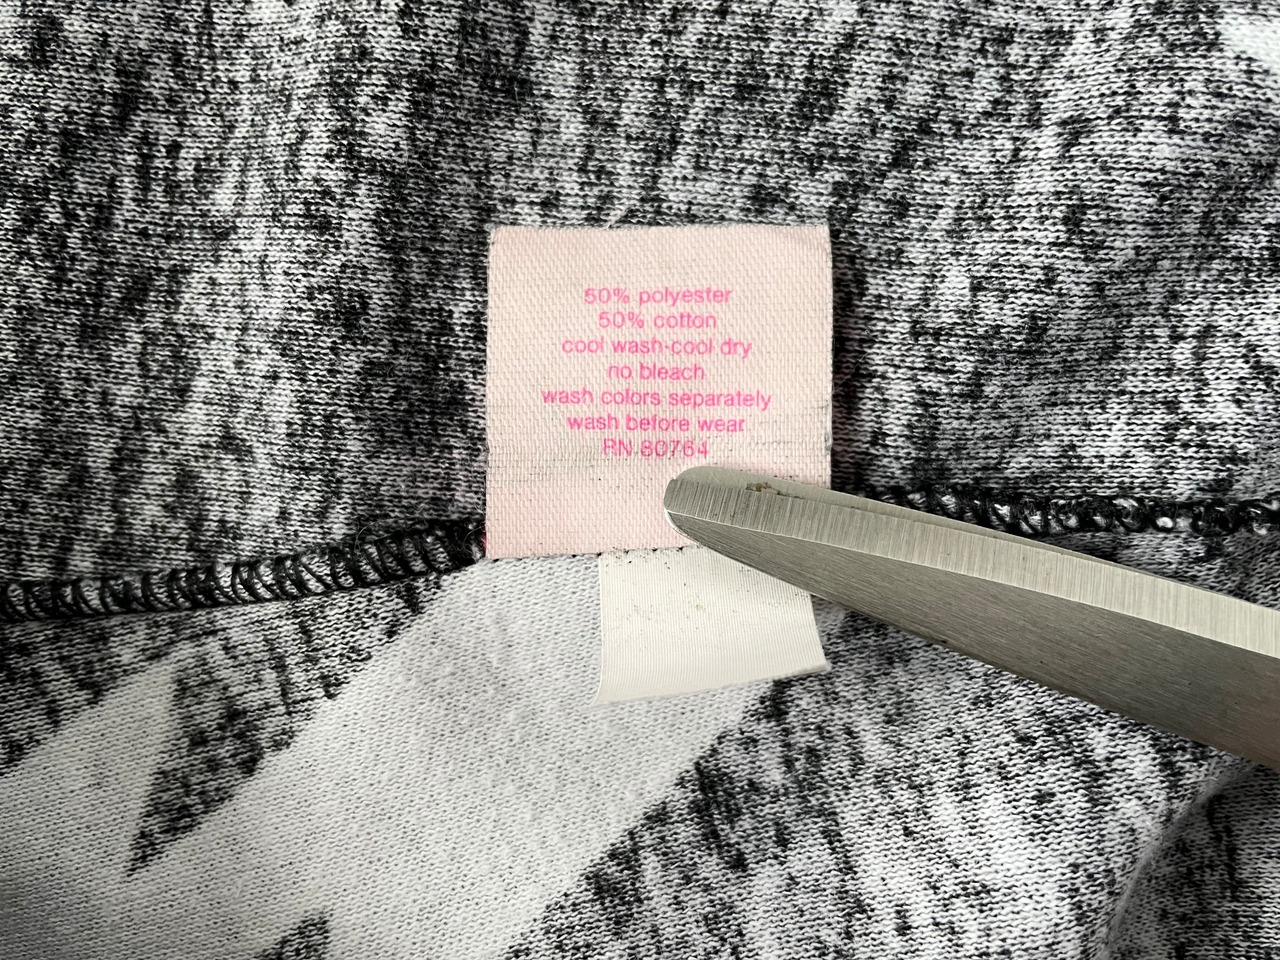 50% polyester
50% cotton
cool wash-cool dry
no bleach
wash colors separately
wash before wear
RN 80764